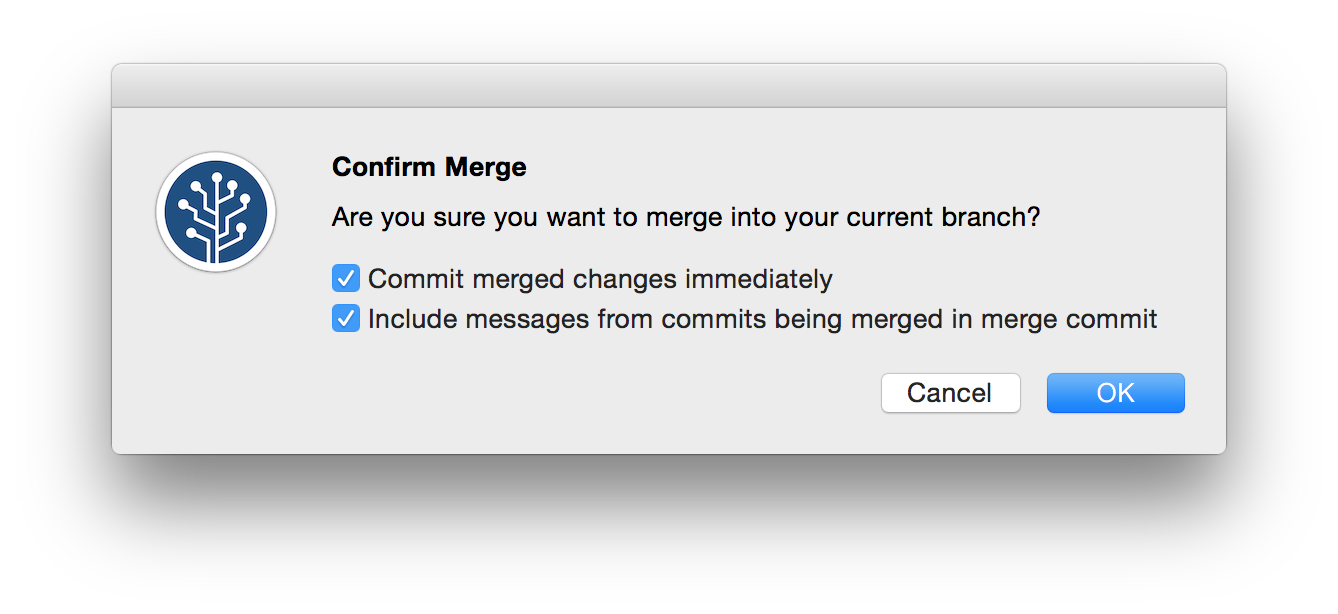 Confirm Merge
Are you sure you want to merge into your current branch?
Commit merged changes immediately
Include messages from commits being merged in merge commit
Cancel
OK